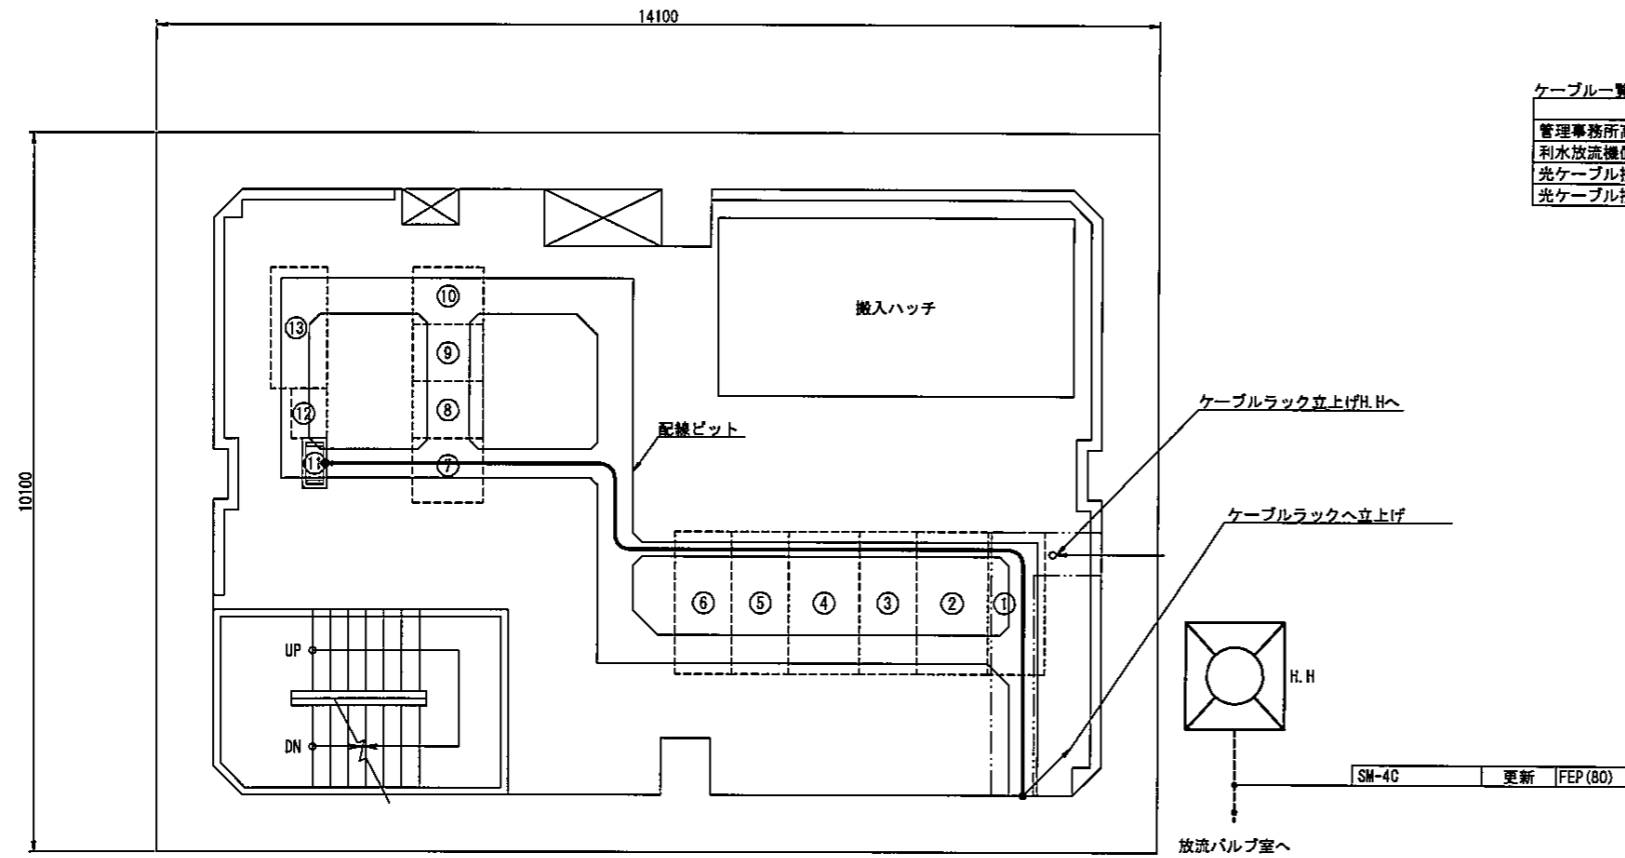 14100
ケーブル一覧
管理事務所
利水放流機
光ケーブル
光ケーブル
10100
搬入ハッチ
⑩
⑬
⑨
⑫
⑧
ケーブルラック立上げH.Hへ
配線ピット
⑪
⑦
ケーブルラックへ立上げ
⑥
⑤
④
③
②
①
UP
H.H
DN
SM-4C 更新 FEP(80)
放流バルブ室へ